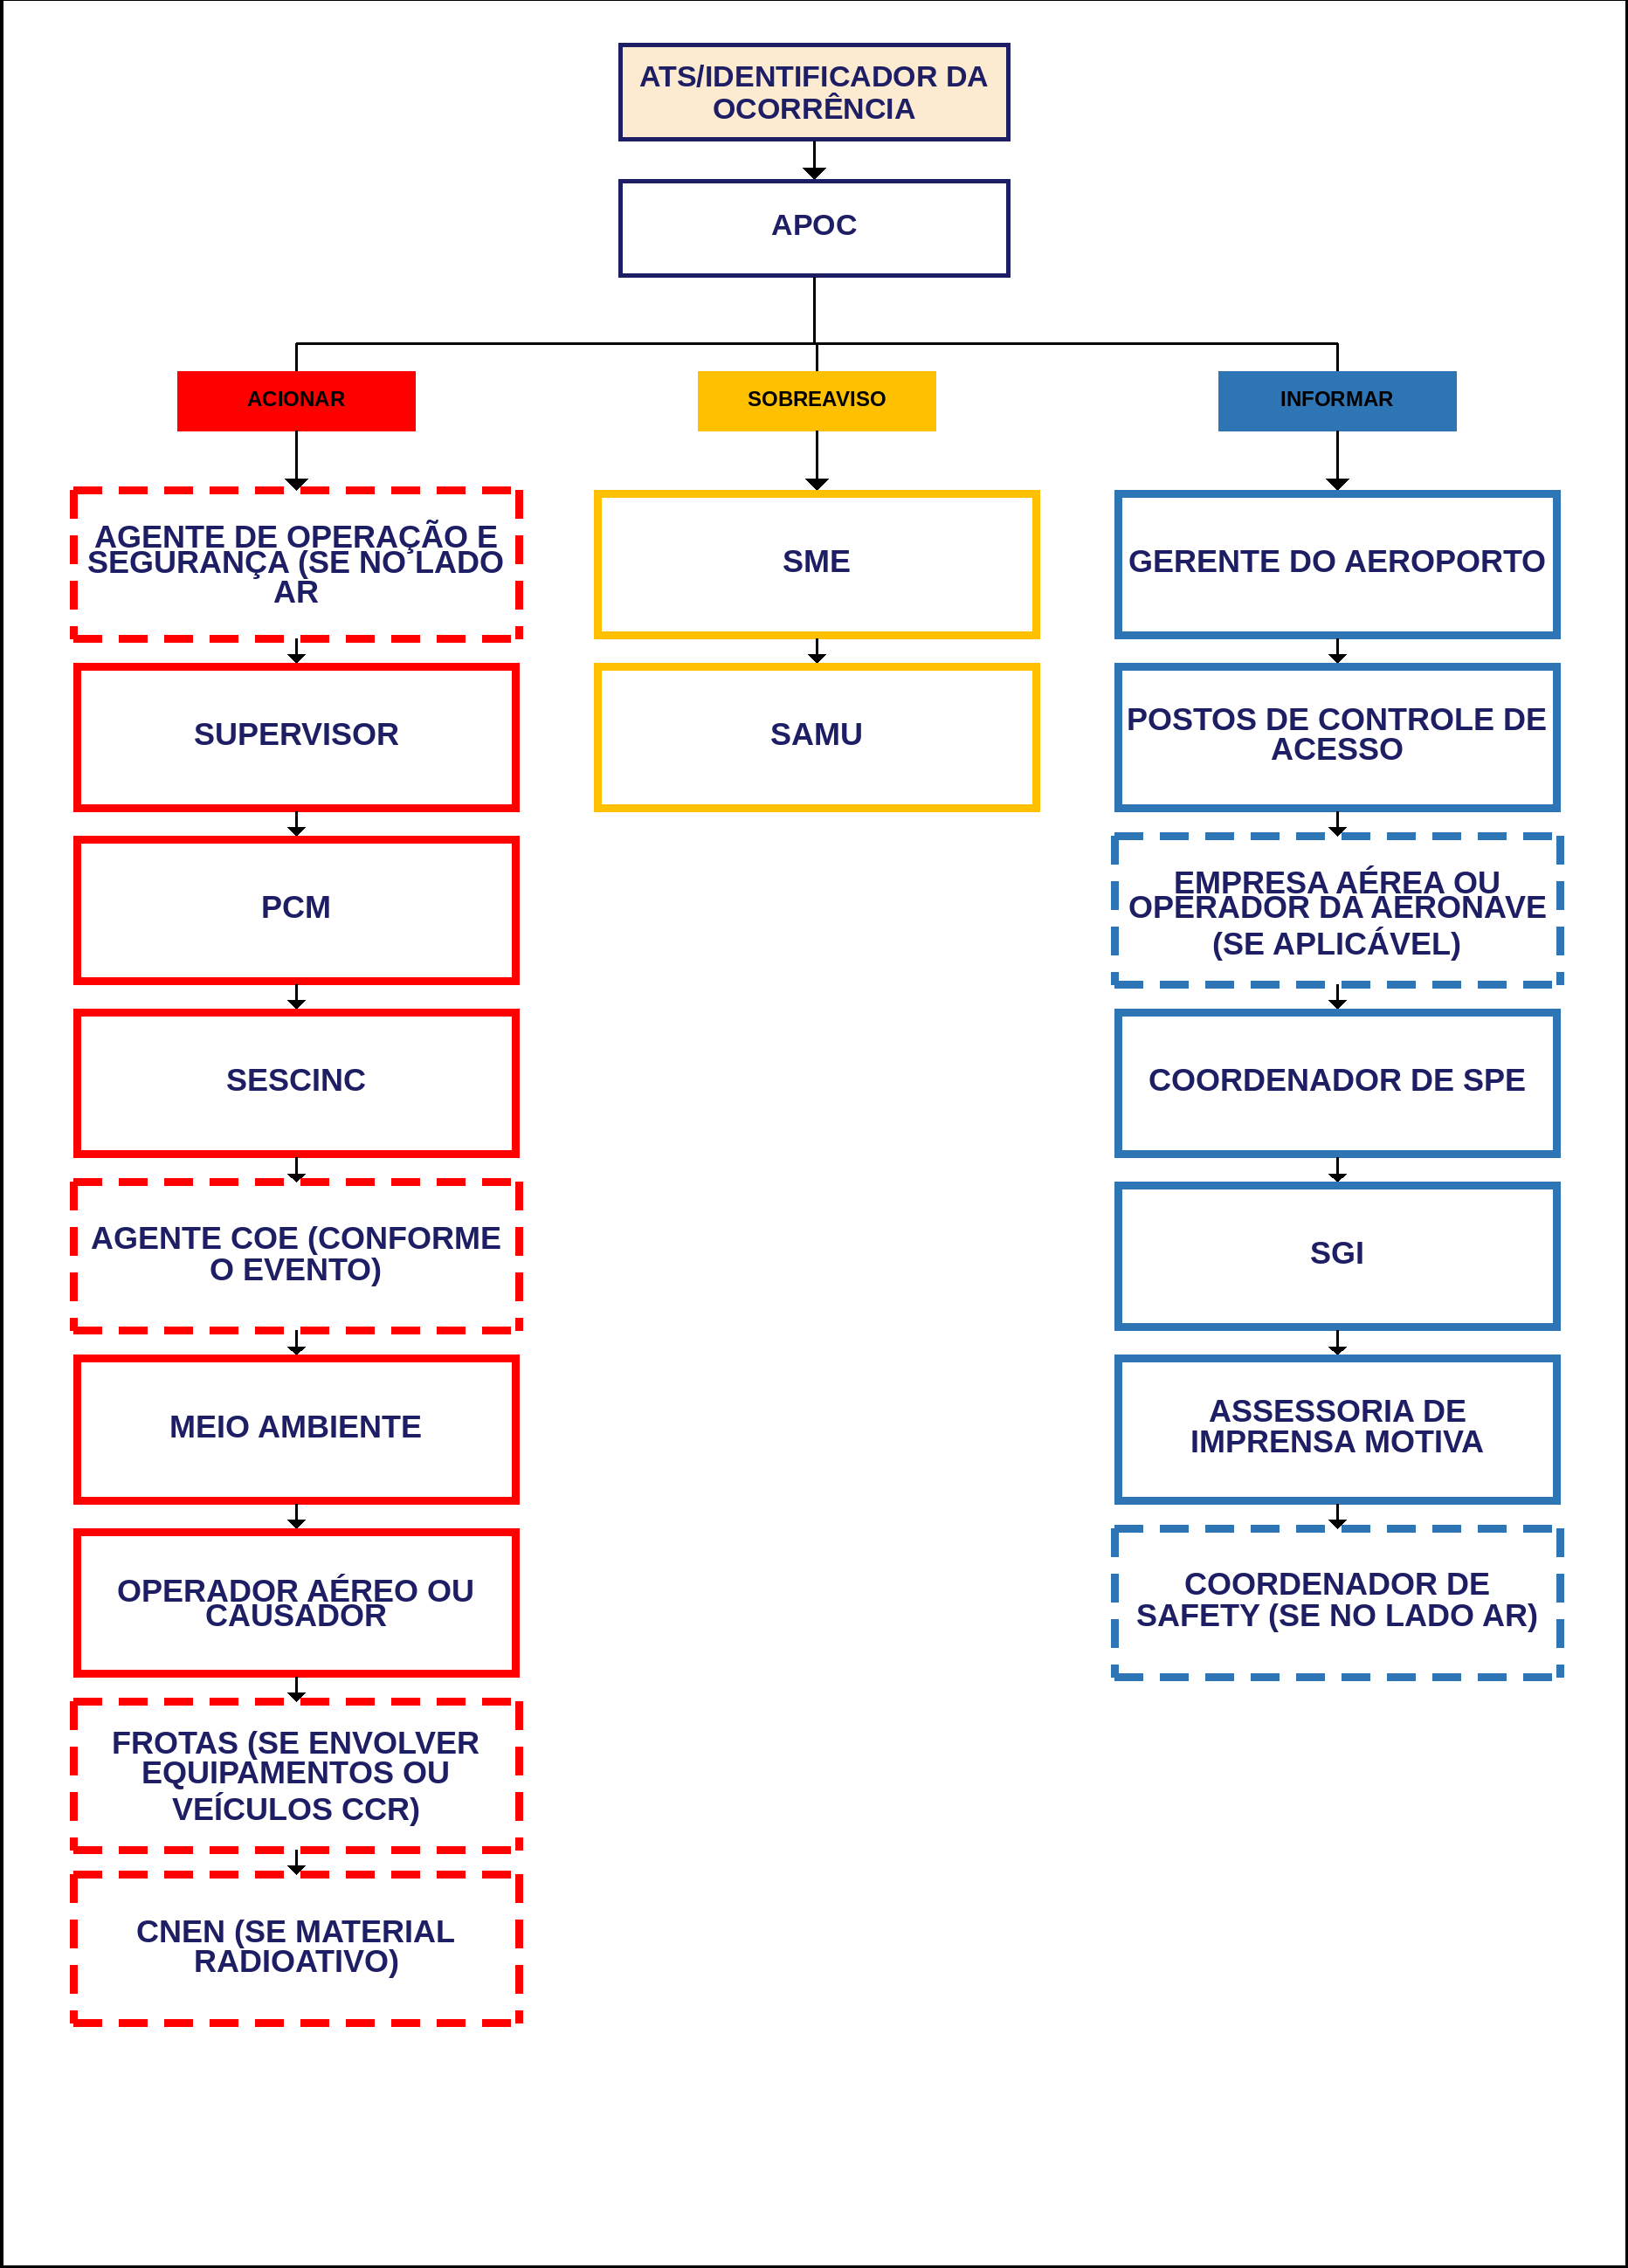 ATS/IDENTIFICADOR DA
OCORRÊNCIA
APOC
ACIONAR
SOBREAVISO
INFORMAR
AGENTE DE OPERAÇÃO E
SEGURANÇA (SE NO LADO
AR
SUPERVISOR
PCM
SESCINC
AGENTE COE (CONFORME
O EVENTO)
MEIO AMBIENTE
OPERADOR AÉREO OU
CAUSADOR
FROTAS (SE ENVOLVER
EQUIPAMENTOS OU
VEÍCULOS CCR)
CNEN (SE MATERIAL
RADIOATIVO)
SME
SAMU
GERENTE DO AEROPORTO
POSTOS DE CONTROLE DE
ACESSO
EMPRESA AÉREA OU
OPERADOR DA AERONAVE
(SE APLICÁVEL)
COORDENADOR DE SPE
SGI
ASSESSORIA DE
IMPRENSA MOTIVA
COORDENADOR DE
SAFETY (SE NO LADO AR)